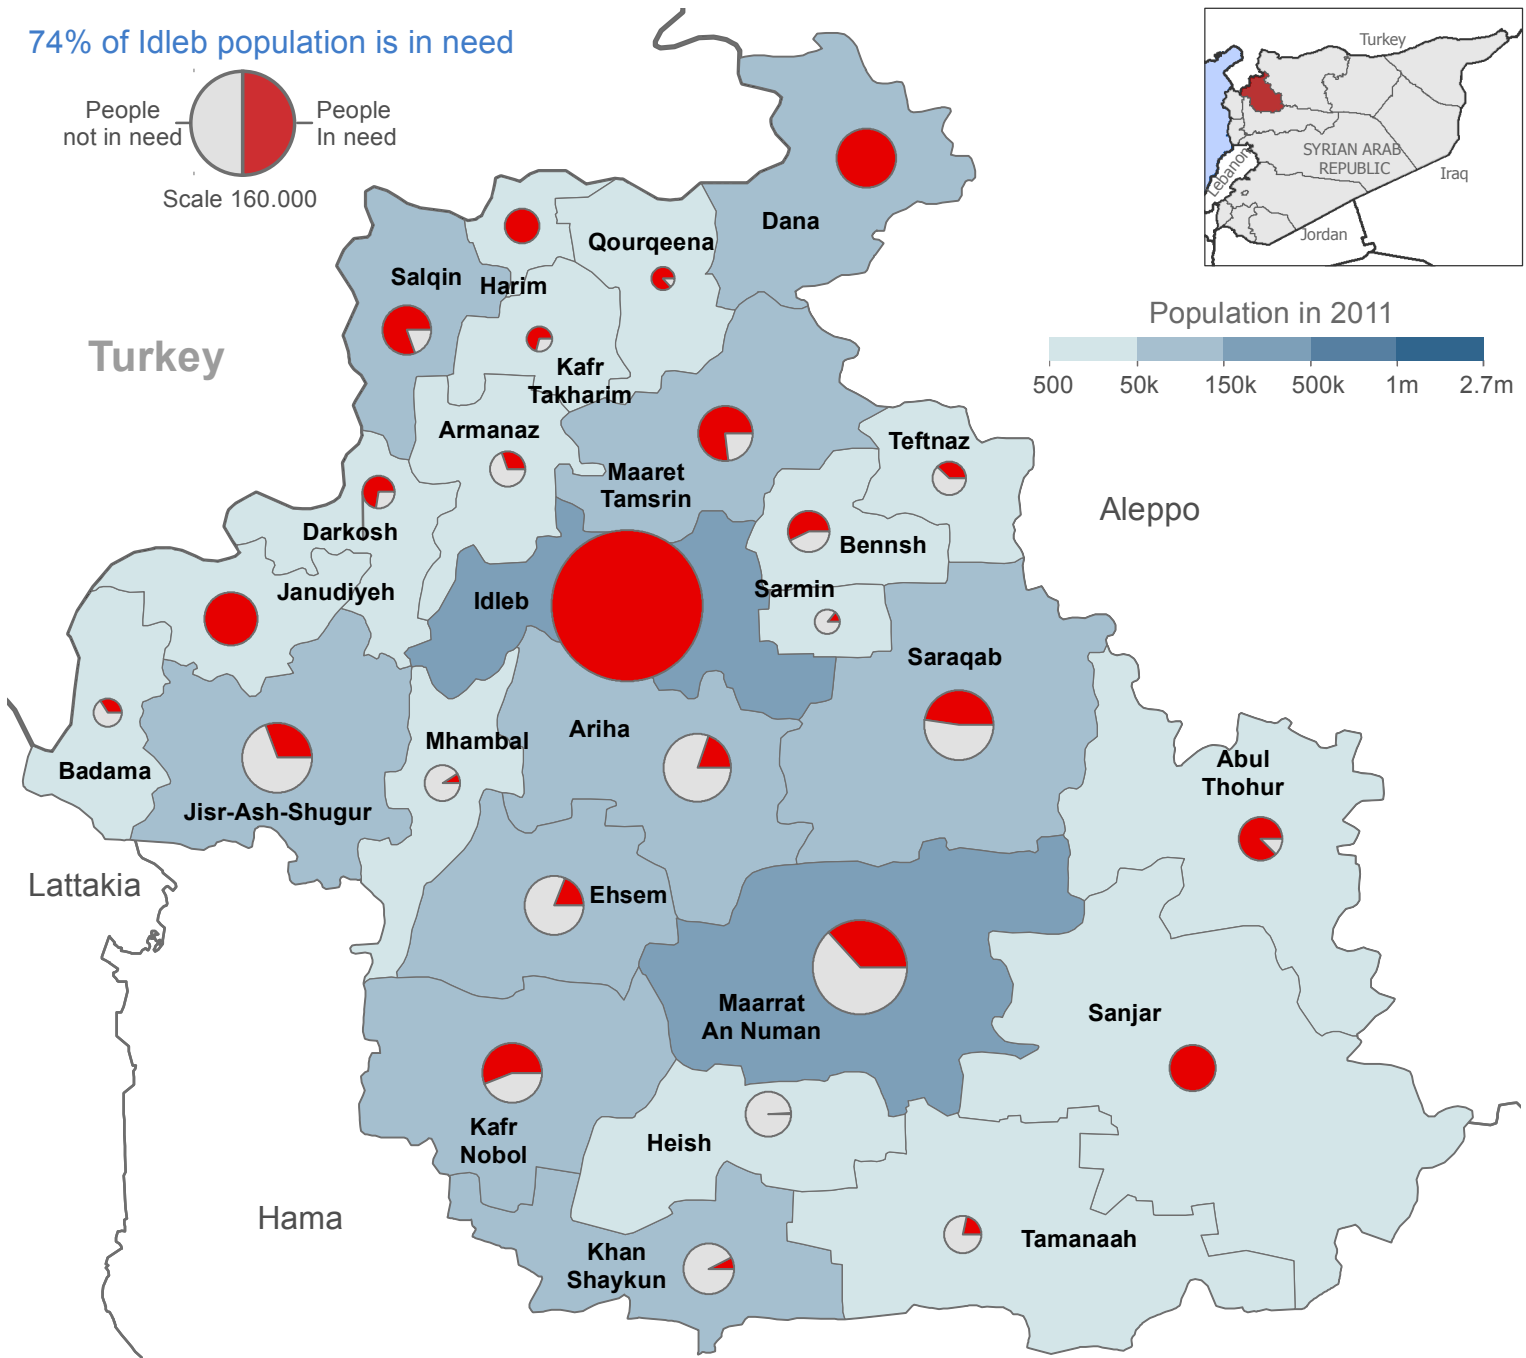 74% of Idleb population is in need
People
not in need
People
In need
Scale 160.000
Turkey
SYRIAN ARAB
REPUBLIC
Lebanon
Iraq
Jordan
Population in 2011
500
50k
150k
500k
1m
2.7m
Dana
Qourqeena
Salqin
Harim
Turkey
Kafr
Takharim
Armanaz
Teftnaz
Maaret
Tamsrin
Aleppo
Darkosh
Bennsh
Janudiyeh
Sarmin
Idleb
Saraqab
Ariha
Mhambal
Badama
Abul
Thohur
Jisr-Ash-Shugur
Lattakia
Ehsem
Maarrat
An Numan
Sanjar
Kafr
Nobol
Heish
Hama
Tamanaah
Khan
Shaykun